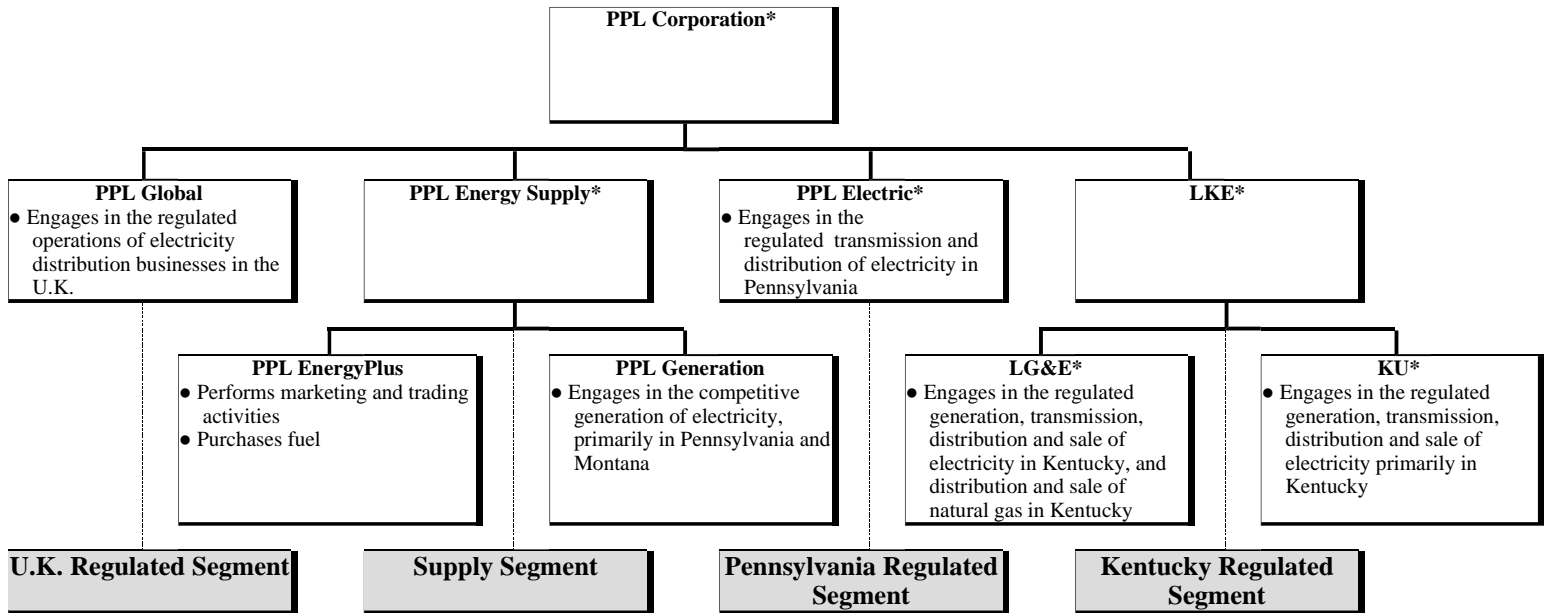 PPL Corporation*
PPL Global
● Engages in the regulated
operations of electricity
distribution businesses in the
U.K.
PPL Energy Supply*
PPL Electric*
● Engages in the
regulated transmission and
distribution of electricity in
Pennsylvania
LKE*
PPL EnergyPlus
● Performs marketing and trading
activities
● Purchases fuel
PPL Generation
● Engages in the competitive
generation of electricity,
primarily in Pennsylvania and
Montana
LG&E*
● Engages in the regulated
generation, transmission,
distribution and sale of
electricity in Kentucky, and
distribution and sale of
natural gas in Kentucky
KU*
● Engages in the regulated
generation, transmission,
distribution and sale of
electricity primarily in
Kentucky
U.K. Regulated Segment
Supply Segment
Pennsylvania Regulated
Segment
Kentucky Regulated
Segment